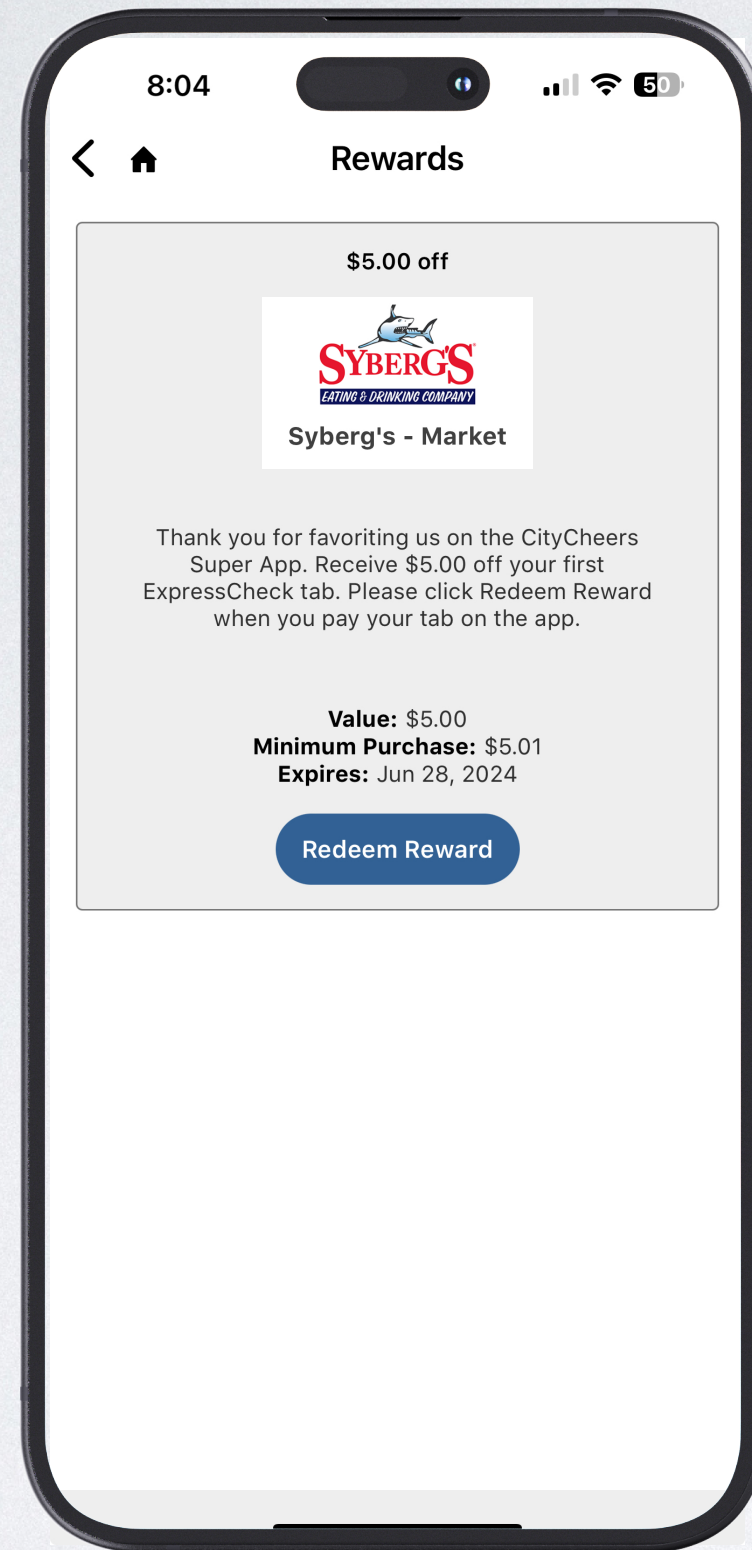 8:04
50
Rewards
$5.00 off
SYBERG'S
EATING & DRINKING COMPANY
Syberg's - Market
Thank you for favoriting us on the CityCheers
Super App. Receive $5.00 off your first
ExpressCheck tab. Please click Redeem Reward
when you pay your tab on the app.
Value: $5.00
Minimum Purchase: $5.01
Expires: Jun 28, 2024
Redeem Reward